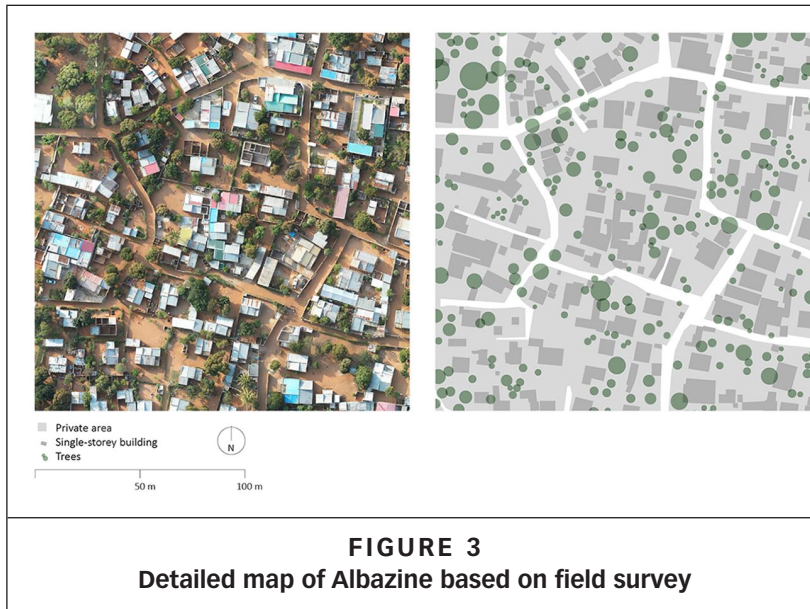 Private area
Single-storey building
Trees
N
50 m
100 m
FIGURE 3
Detailed map of Albazine based on field survey